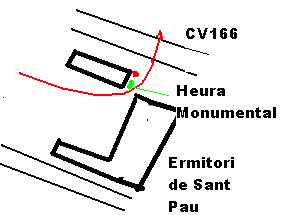 CV166
Heura
Monumental
Ermitori
de Sant
Pau